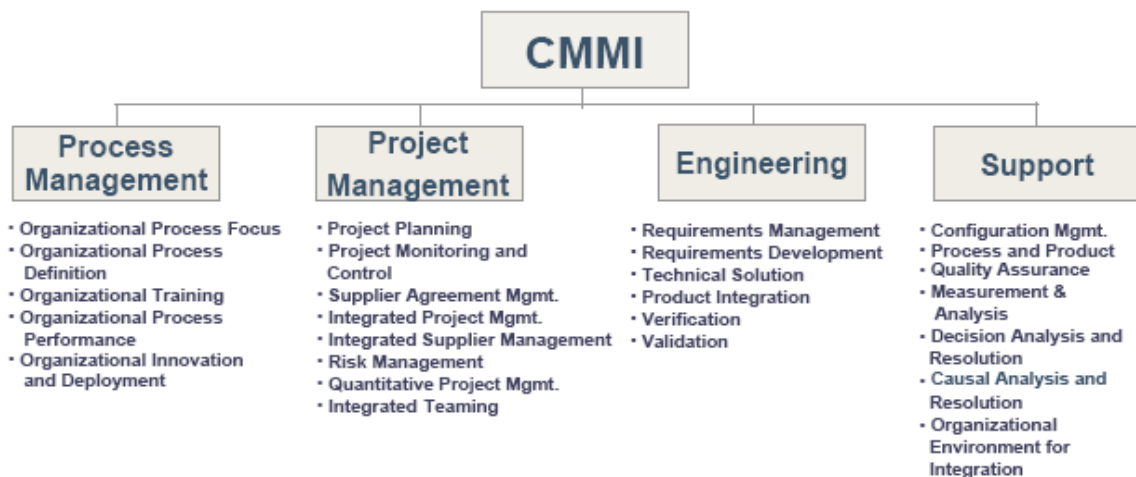 CMMI
Process
Management
· Organizational Process Focus
· Organizational Process
Definition
· Organizational Training
· Organizational Process
Performance
· Organizational Innovation
and Deployment
Project
Management
· Project Planning
· Project Monitoring and
Control
· Supplier Agreement Mgmt.
· Integrated Project Mgmt.
· Integrated Supplier Management
· Risk Management
· Quantitative Project Mgmt.
· Integrated Teaming
Engineering
· Requirements Management
· Requirements Development
· Technical Solution
· Product Integration
· Verification
· Validation
Support
· Configuration Mgmt.
· Process and Product
· Quality Assurance
· Measurement &
Analysis
· Decision Analysis and
Resolution
· Causal Analysis and
Resolution
· Organizational
Environment for
Integration